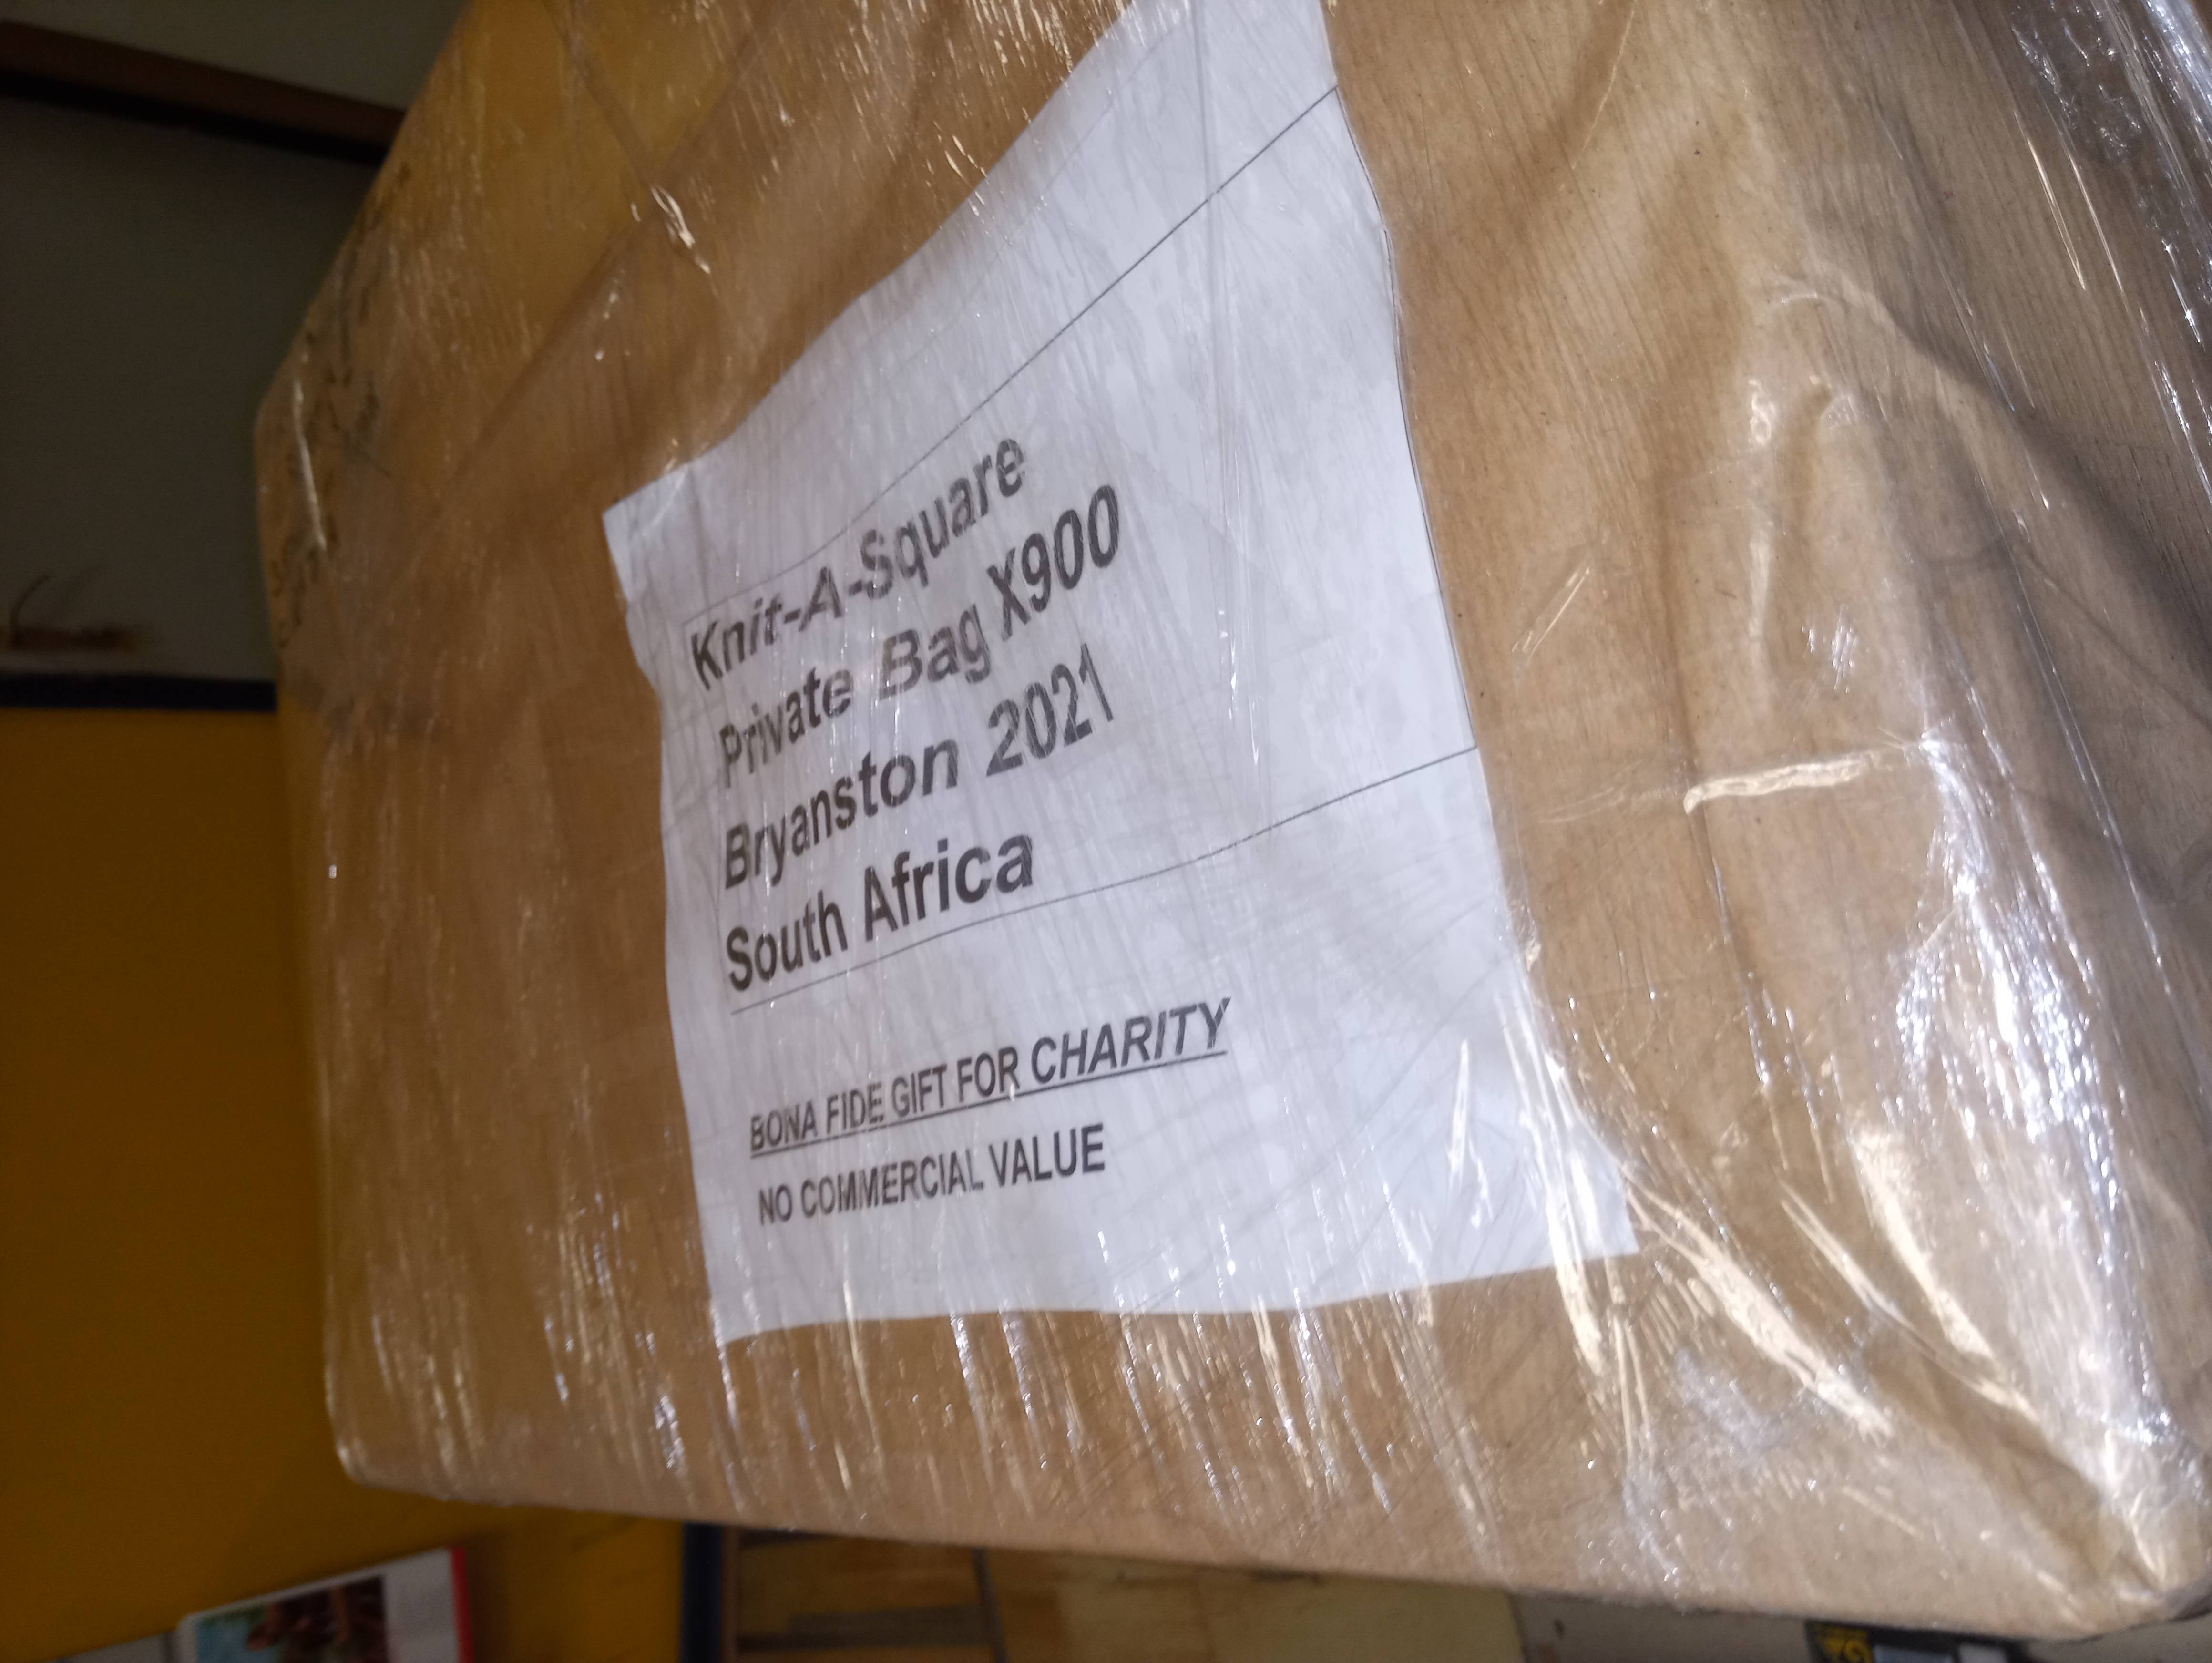 Knit-A-Square
Private Bag X900
Bryanston 2021
South Africa
BONA FIDE GIFT FOR CHARITY
NO COMMERCIAL VALUE